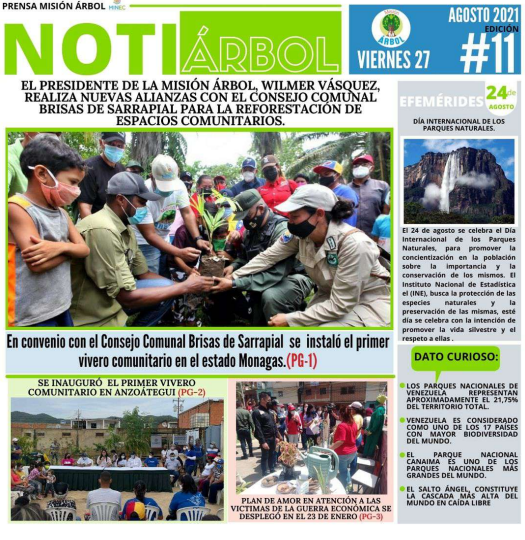 PRENSA MISIÓN ÁRBOL MINEC
NOTIÁRBOL
ÁRBOL
VIERNES 27
AGOSTO 2021
EDICIÓN
#11
EL PRESIDENTE DE LA MISIÓN ÁRBOL, WILMER VÁSQUEZ,
REALIZA NUEVAS ALIANZAS CON EL CONSEJO COMUNAL
BRISAS DE SARRAPIAL PARA LA REFORESTACIÓN DE
ESPACIOS COMUNITARIOS.
En convenio con el Consejo Comunal Brisas de Sarrapial se instaló el primer
vivero comunitario en el estado Monagas.(PG-1)
SE INAUGURÓ EL PRIMER VIVERO
COMUNITARIO EN ANZOÁTEGUI (PG-2)
PLAN DE AMOR EN ATENCIÓN A LAS
VICTIMAS DE LA GUERRA ECONÓMICA SE
DESPLEGÓ EN EL 23 DE ENERO (PG-3)
EFEMÉRIDES
24 de
AGOSTO
DÍA INTERNACIONAL DE LOS
PARQUES NATURALES.
El 24 de agosto se celebra el Día
Internacional de los Parques
Naturales, para promover la
concientización en la población
sobre la importancia y la
conservación de los mismos. El
Instituto Nacional de Estadística
el (INE), busca la protección de las
especies naturales y la
preservación de las mismas, esté
día se celebra con la intención de
promover la vida silvestre y el
respeto a ellas .
DATO CURIOSO:
LOS PARQUES NACIONALES DE
VENEZUELA REPRESENTAN
APROXIMADAMENTE EL 21,75%
DEL TERRITORIO TOTAL.
VENEZUELA ES CONSIDERADO
COMO UNO DE LOS 17 PAÍSES
CON MAYOR BIODIVERSIDAD
DEL MUNDO.
EL PARQUE NACIONAL
CANAIMA ES UNO DE LOS
PARQUES NACIONALES MÁS
GRANDES DEL MUNDO.
EL SALTO ÁNGEL, CONSTITUYE
LA CASCADA MÁS ALTA DEL
MUNDO EN CAÍDA LIBRE